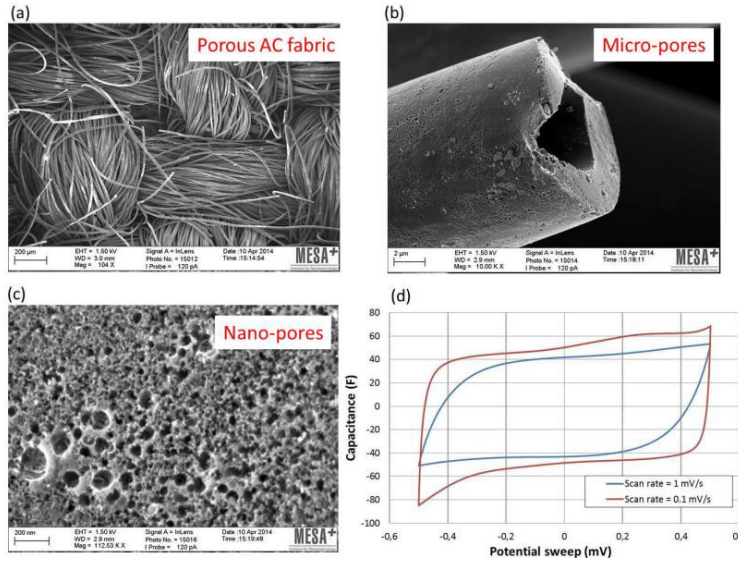 (a)
Porous AC fabric
200 µm
EHT = 1.50 kV
WD = 3.0 mm
Mag = 104 X
Signal A = InLens
Photo No. = 15012
I Probe = 120 pA
Date :10 Apr 2014
Time :15:14:54
MESA+
(b)
Micro-pores
2 µm
EHT = 1.50 kV
WD = 2.9 mm
Mag = 10.00 K X
Signal A = InLens
Photo No. = 15014
I Probe = 120 pA
Date :10 Apr 2014
Time :15:18:11
MESA+
(c)
Nano-pores
200 nm
EHT = 1.50 kV
WD = 2.9 mm
Mag = 112.53 K X
Signal A = InLens
Photo No. = 15016
I Probe = 120 pA
Date :10 Apr 2014
Time :15:19:49
MESA+
(d)
Capacitance (F)
80
60
40
20
0
-20
-40
-60
-80
-100
Scan rate = 1 mV/s
Scan rate = 0.1 mV/s
-0,6 -0,4 -0,2 0 0,2 0,4
Potential sweep (mV)